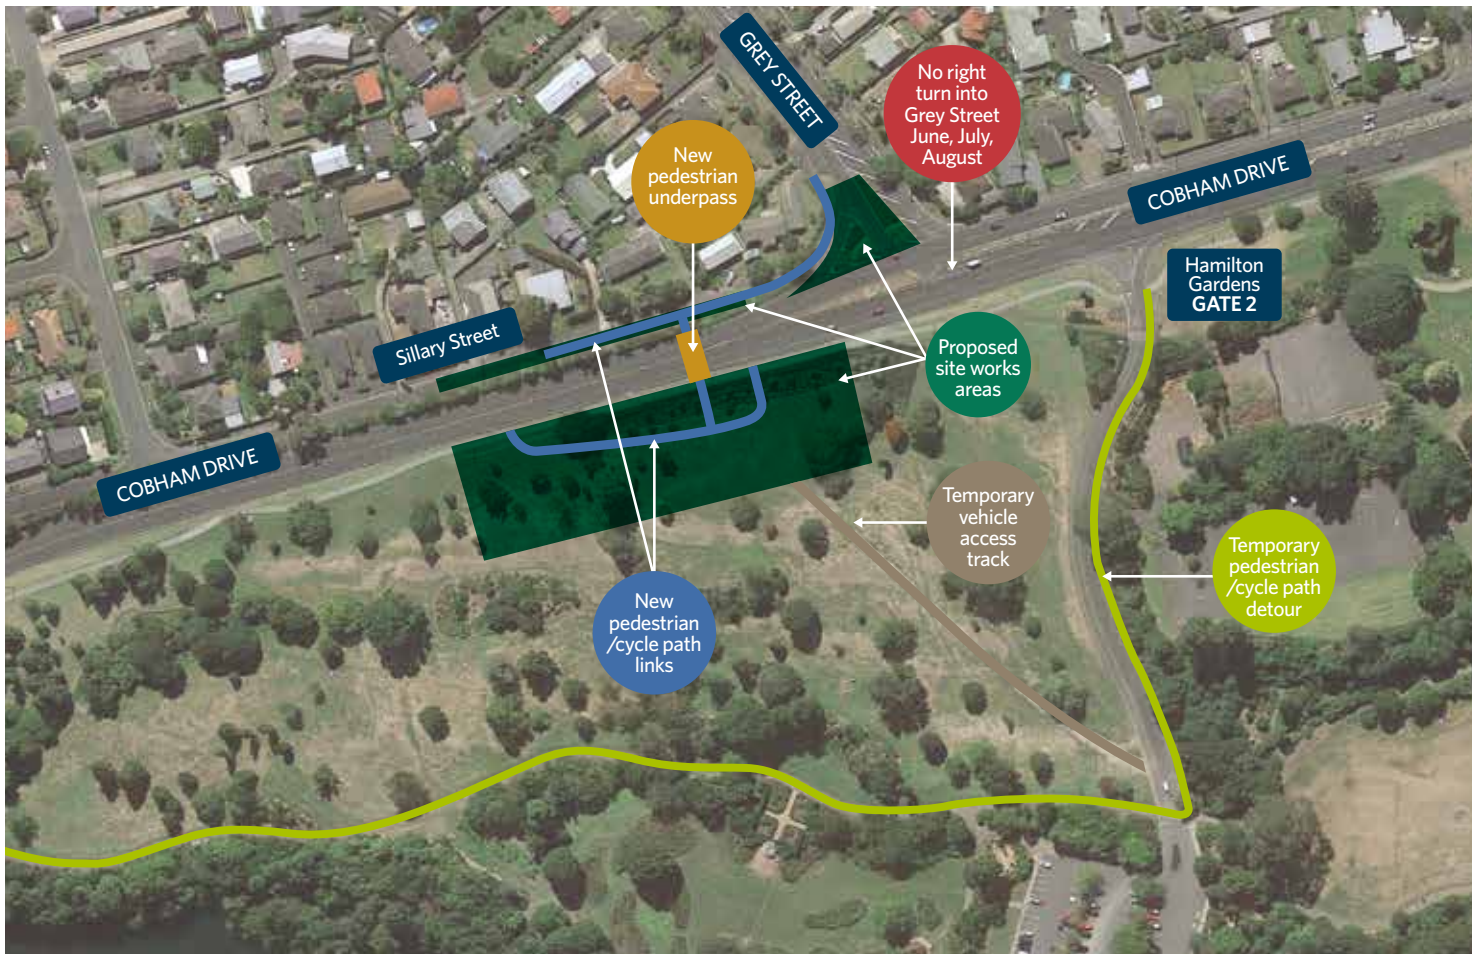 GREY STREET
No right
turn into
Grey Street
June, July,
August
New
pedestrian
underpass
COBHAM DRIVE
Hamilton
Gardens
GATE 2
Sillary Street
Proposed
site works
areas
COBHAM DRIVE
Temporary
vehicle
access
track
Temporary
pedestrian
/cycle path
detour
New
pedestrian
/cycle path
links